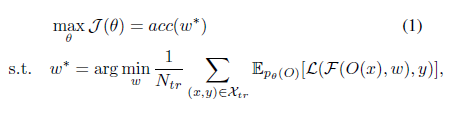 max_θ 𝒥(θ) = acc(w*) (1)
s.t. w* = arg min_w 1/N_tr ∑_{(x,y)∈𝒳_tr} 𝔼_{p_θ(O)}[ℒ(ℱ(O(x), w), y)],